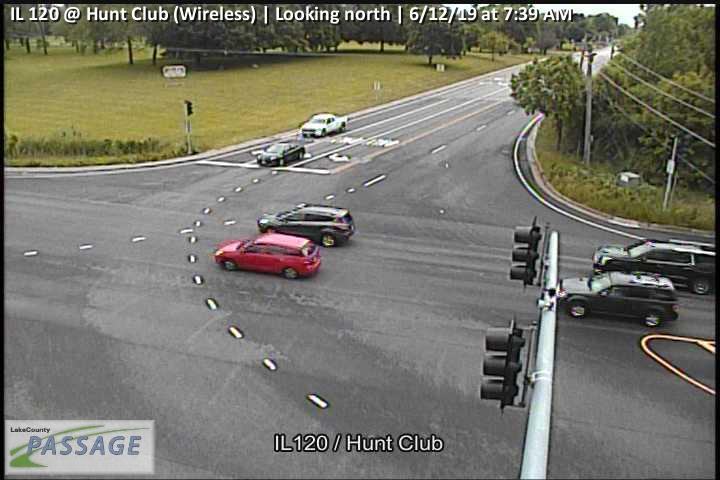 IL 120 @ Hunt Club (Wireless) | Looking north | 6/12/19 at 7:39 AM
IL120 / Hunt Club
LakeCounty
PASSAGE